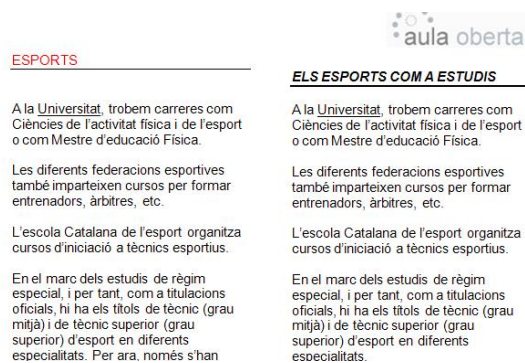 aula oberta
ESPORTS
A la Universitat, trobem carreres com
Ciències de l'activitat física i de l'esport
o com Mestre d'educació Física.
Les diferents federacions esportives
també imparteixen cursos per formar
entrenadors, àrbitres, etc.
L'escola Catalana de l'esport organitza
cursos d'iniciació a tècnics esportius.
En el marc dels estudis de règim
especial, i per tant, com a titulacions
oficials, hi ha els títols de tècnic (grau
mitjà) i de tècnic superior (grau
superior) d'esport en diferents
especialitats. Per ara, només s'han
ELS ESPORTS COM A ESTUDIS
A la Universitat, trobem carreres com
Ciències de l'activitat física i de l'esport
o com Mestre d'educació Física.
Les diferents federacions esportives
també imparteixen cursos per formar
entrenadors, àrbitres, etc.
L'escola Catalana de l'esport organitza
cursos d'iniciació a tècnics esportius.
En el marc dels estudis de règim
especial, i per tant, com a titulacions
oficials, hi ha els títols de tècnic (grau
mitjà) i de tècnic superior (grau
superior) d'esport en diferents
especialitats.